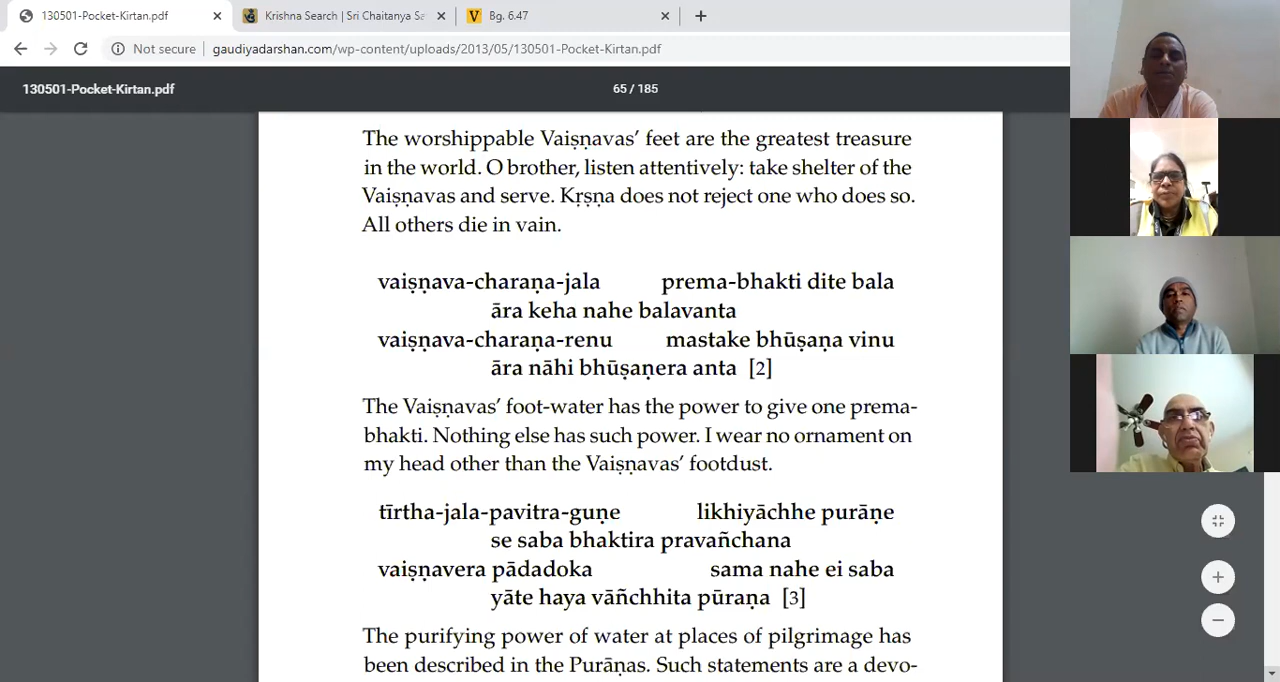 130501-Pocket-Kirtan.pdf
Krishna Search | Sri Chaitanya Sa
Bg. 6.47
Not secure
gaudiyadarshan.com/wp-content/uploads/2013/05/130501-Pocket-Kirtan.pdf
130501-Pocket-Kirtan.pdf
65 / 185
The worshippable Vaiṣṇavas’ feet are the greatest treasure
in the world. O brother, listen attentively: take shelter of the
Vaiṣṇavas and serve. Kṛṣṇa does not reject one who does so.
All others die in vain.
vaiṣṇava-charaṇa-jala prema-bhakti dite bala
āra keha nahe balavanta
vaiṣṇava-charaṇa-renu mastake bhūṣaṇa vinu
āra nāhi bhūṣaṇera anta [2]
The Vaiṣṇavas’ foot-water has the power to give one prema-
bhakti. Nothing else has such power. I wear no ornament on
my head other than the Vaiṣṇavas’ footdust.
tīrtha-jala-pavitra-guṇe likhiyāchhe purāṇe
se saba bhaktira pravañchana
vaiṣṇavera pādadoka sama nahe ei saba
yāte haya vāñchhita pūraṇa [3]
The purifying power of water at places of pilgrimage has
been described in the Purāṇas. Such statements are a devo-